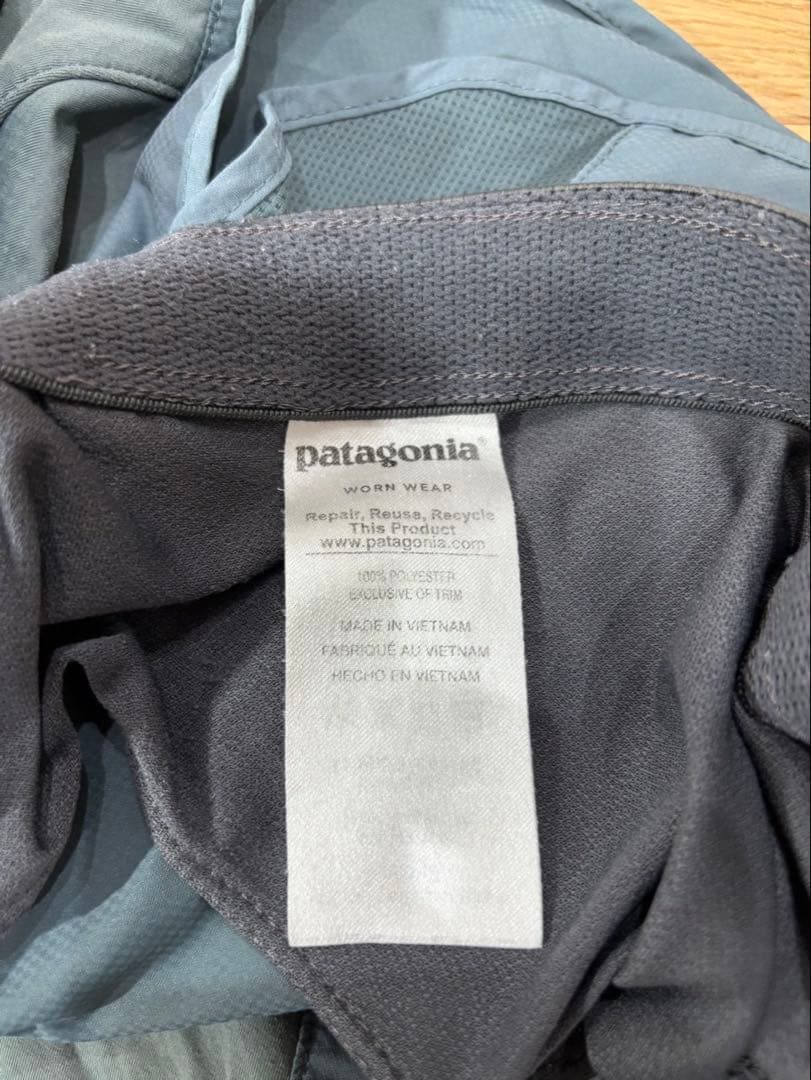 patagonia®
WORN WEAR
Repair, Reuse, Recycle
This Product
www.patagonia.com
100% POLYESTER
EXCLUSIVE OF TRIM
MADE IN VIETNAM
FABRIQUÉ AU VIETNAM
HECHO EN VIETNAM